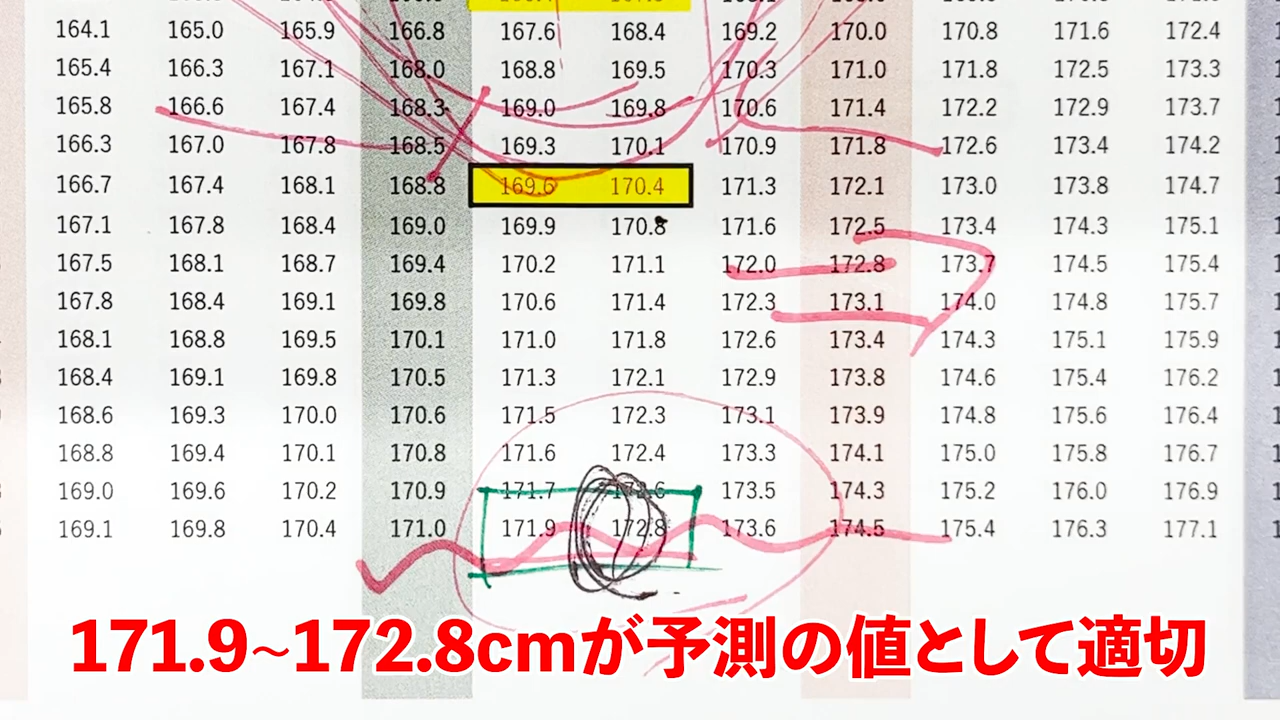 164.1 165.0 165.9 166.8 167.6 168.4 169.2 170.0 170.8 171.6 172.4
165.4 166.3 167.1 168.0 168.8 169.5 170.3 171.0 171.8 172.5 173.3
165.8 166.6 167.4 168.3 169.0 169.8 170.6 171.4 172.2 172.9 173.7
166.3 167.0 167.8 168.5 169.3 170.1 170.9 171.8 172.6 173.4 174.2
166.7 167.4 168.1 168.8 169.6 170.4 171.3 172.1 173.0 173.8 174.7
167.1 167.8 168.4 169.0 169.9 170.8 171.6 172.5 173.4 174.3 175.1
167.5 168.1 168.7 169.4 170.2 171.1 172.0 172.8 173.7 174.5 175.4
167.8 168.4 169.1 169.8 170.6 171.4 172.3 173.1 174.0 174.8 175.7
168.1 168.8 169.5 170.1 171.0 171.8 172.6 173.4 174.3 175.1 175.9
168.4 169.1 169.8 170.5 171.3 172.1 172.9 173.8 174.6 175.4 176.2
168.6 169.3 170.0 170.6 171.5 172.3 173.1 173.9 174.8 175.6 176.4
168.8 169.4 170.1 170.8 171.6 172.4 173.3 174.1 175.0 175.8 176.7
169.0 169.6 170.2 170.9 171.7 172.6 173.5 174.3 175.2 176.0 176.9
169.1 169.8 170.4 171.0 171.9 172.8 173.6 174.5 175.4 176.3 177.1
171.9~172.8cmが予測の値として適切